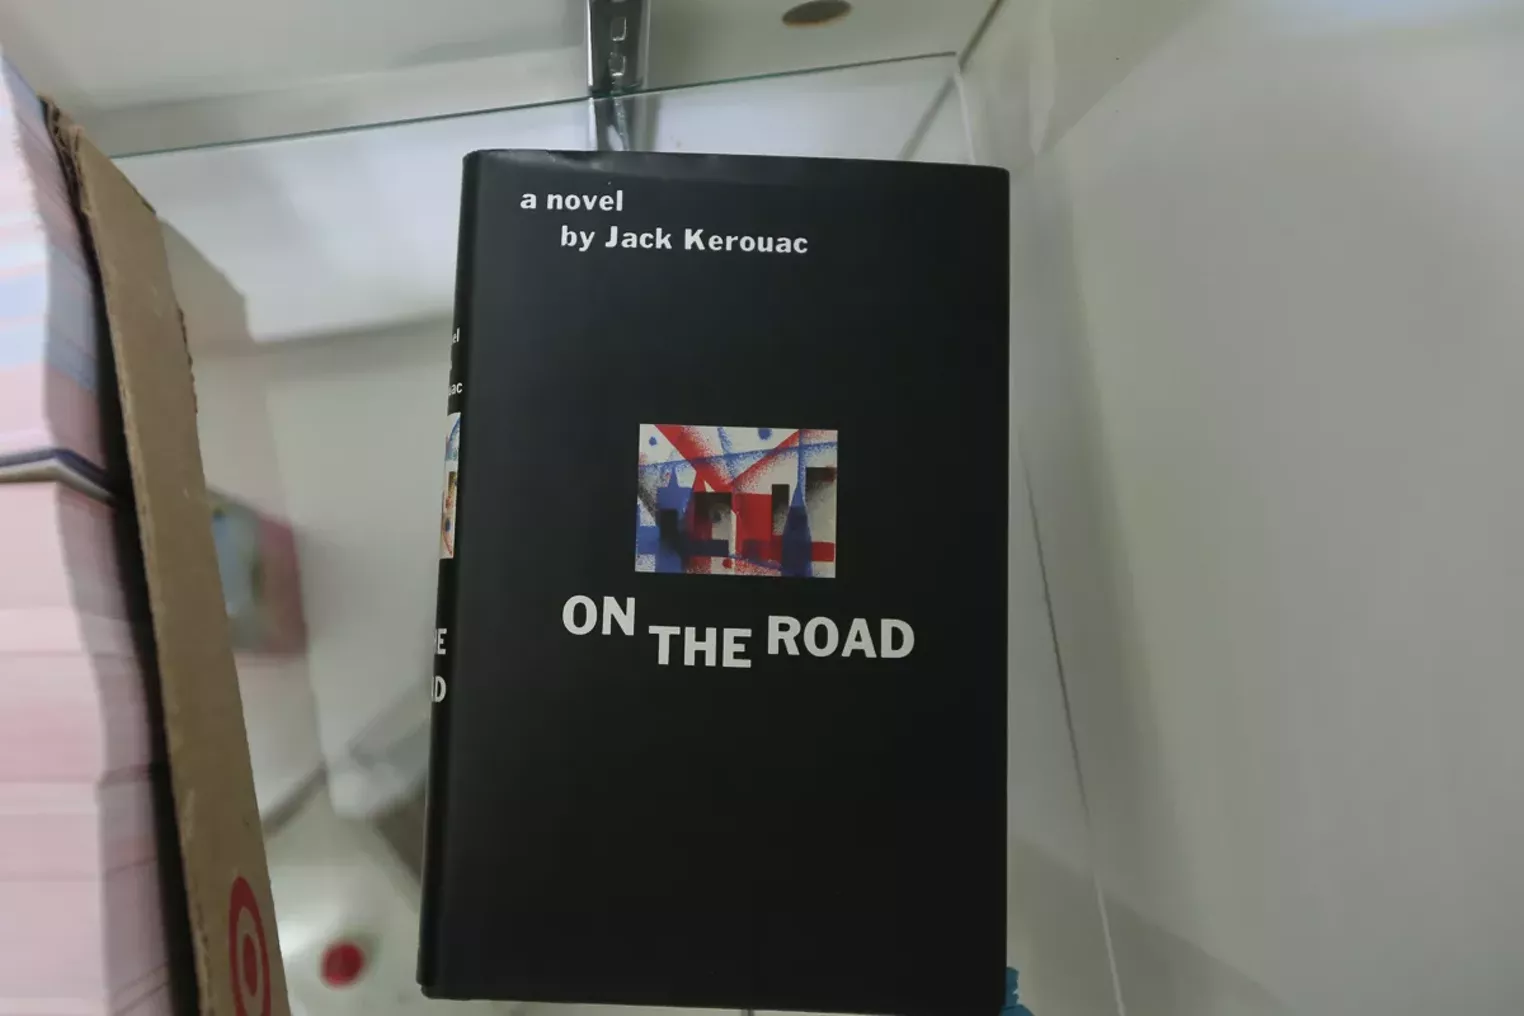 a novel
by Jack Kerouac
ON THE ROAD